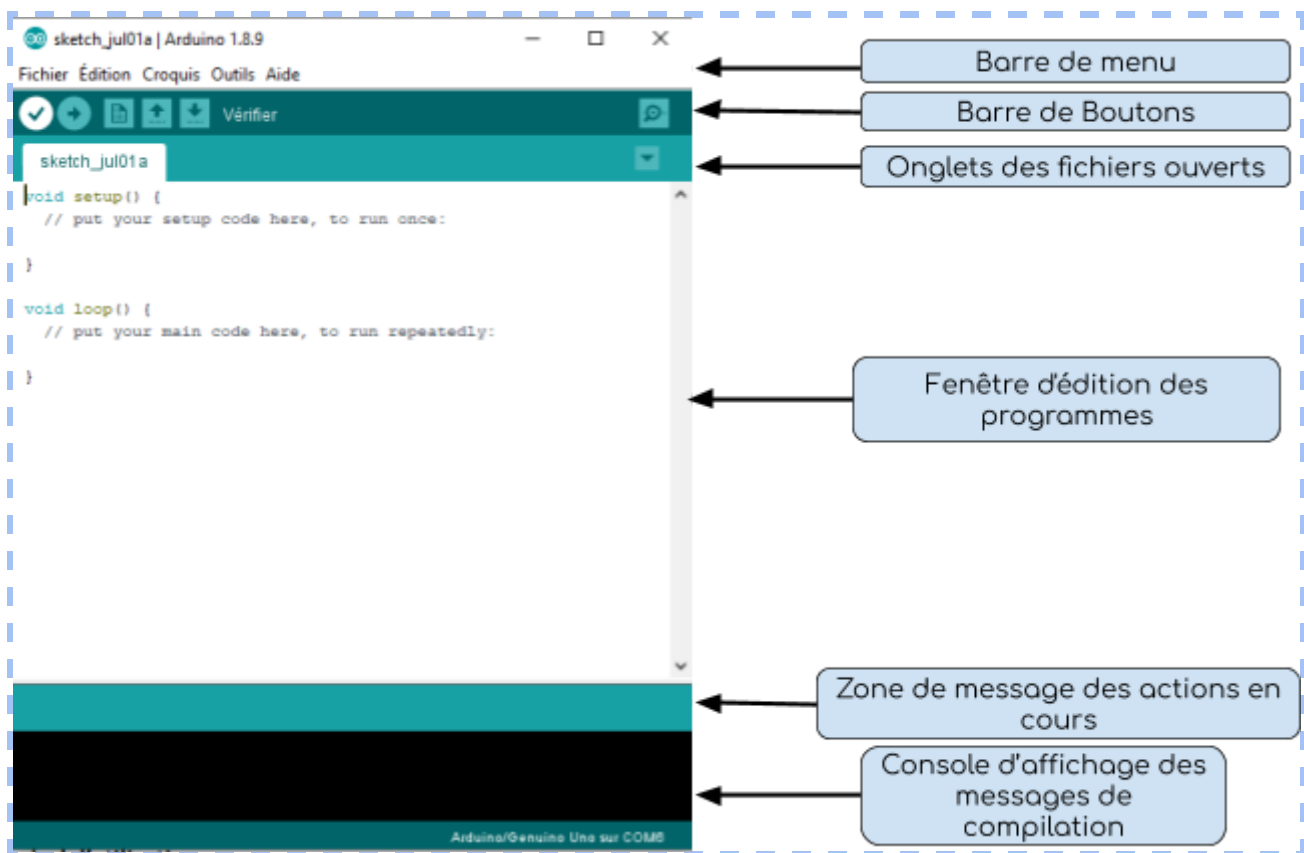 sketch_jul01a | Arduino 1.8.9
Fichier Édition Croquis Outils Aide
Vérifier
sketch_jul01a
void setup() {
// put your setup code here, to run once:
}
void loop() {
// put your main code here, to run repeatedly:
}
Arduino/Genuino Uno sur COM6
Barre de menu
Barre de Boutons
Onglets des fichiers ouverts
Fenêtre d'édition des
programmes
Zone de message des actions en
cours
Console d'affichage des
messages de
compilation